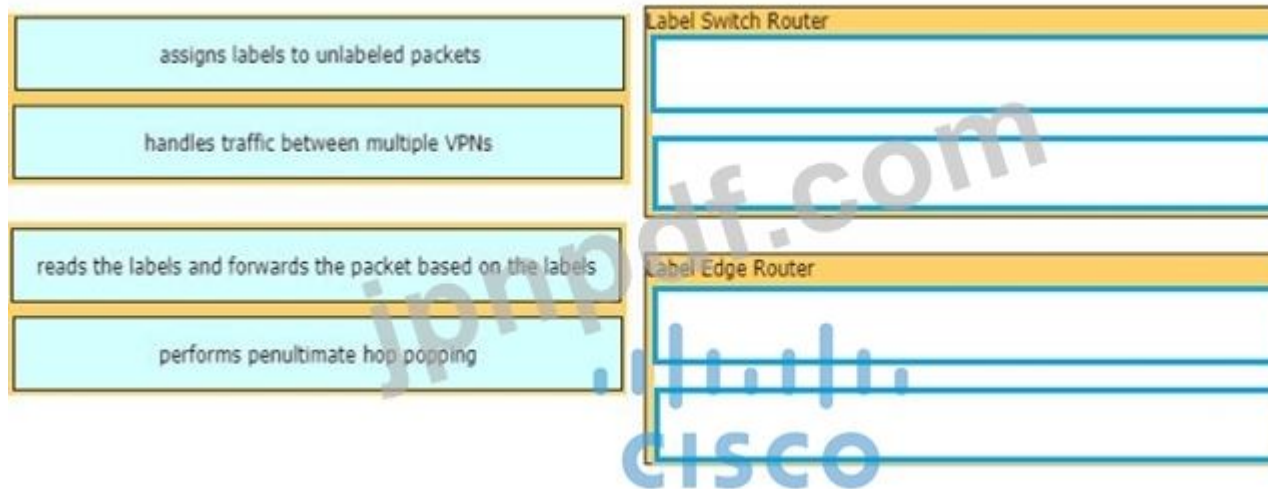 assigns labels to unlabeled packets
handles traffic between multiple VPNs
reads the labels and forwards the packet based on the labels
performs penultimate hop popping
Label Switch Router
Label Edge Router
jpnpdf.com
CISCO